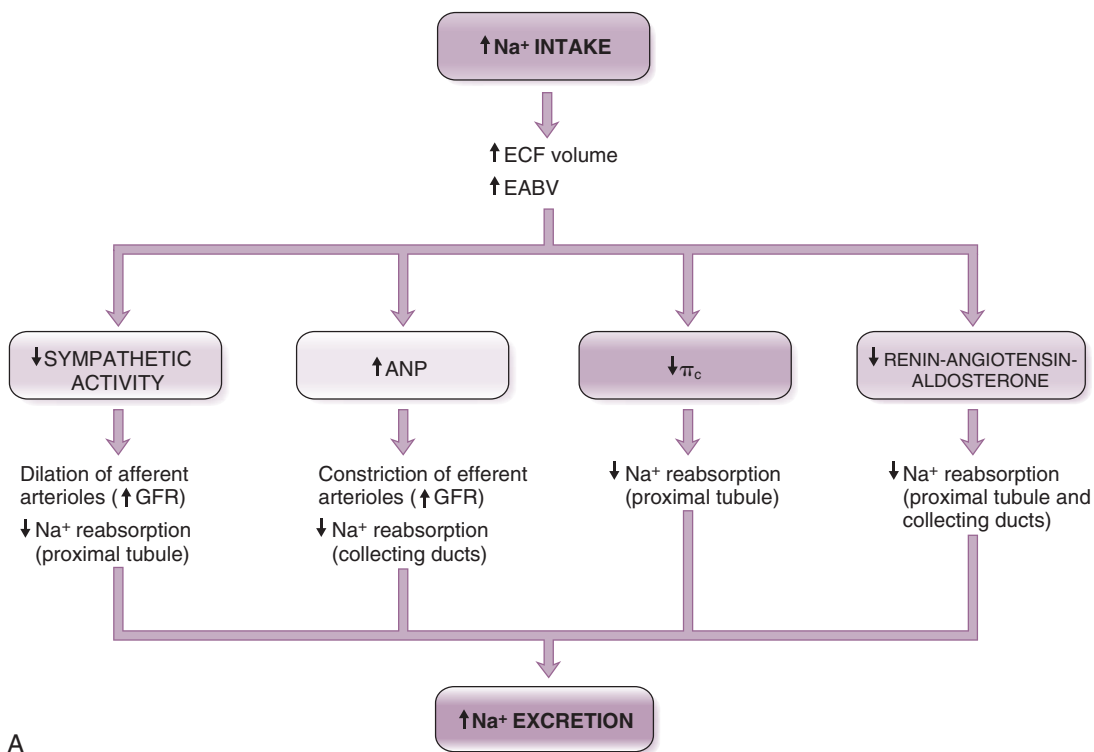 ↑Na⁺ INTAKE
↑ECF volume
↑EABV
↓SYMPATHETIC
ACTIVITY
↑ANP
↓πc
↓RENIN-ANGIOTENSIN-
ALDOSTERONE
Dilation of afferent
arterioles (↑GFR)
↓Na⁺ reabsorption
(proximal tubule)
Constriction of efferent
arterioles (↑GFR)
↓Na⁺ reabsorption
(collecting ducts)
↓Na⁺ reabsorption
(proximal tubule)
↓Na⁺ reabsorption
(proximal tubule and
collecting ducts)
↑Na⁺ EXCRETION
A